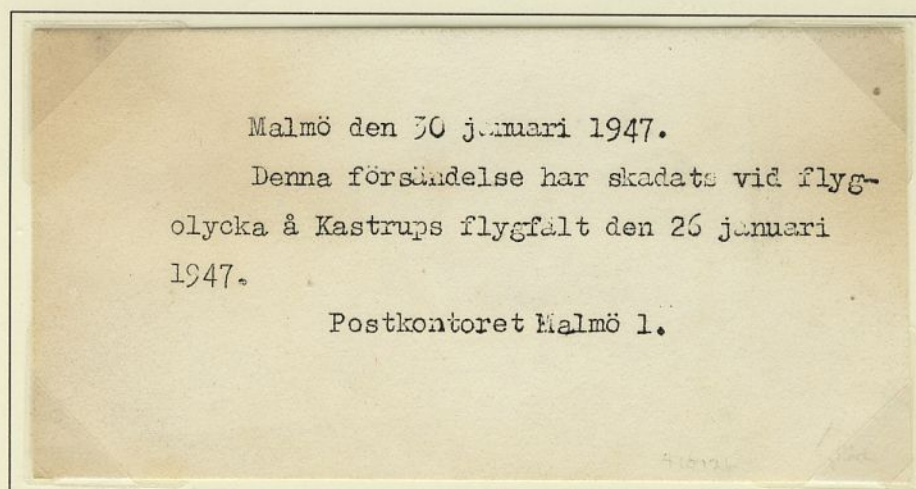 Malmö den 30 januari 1947.
Denna försändelse har skadats vid flyg-
olycka å Kastrups flygfält den 26 januari
1947.
Postkontoret Malmö 1.